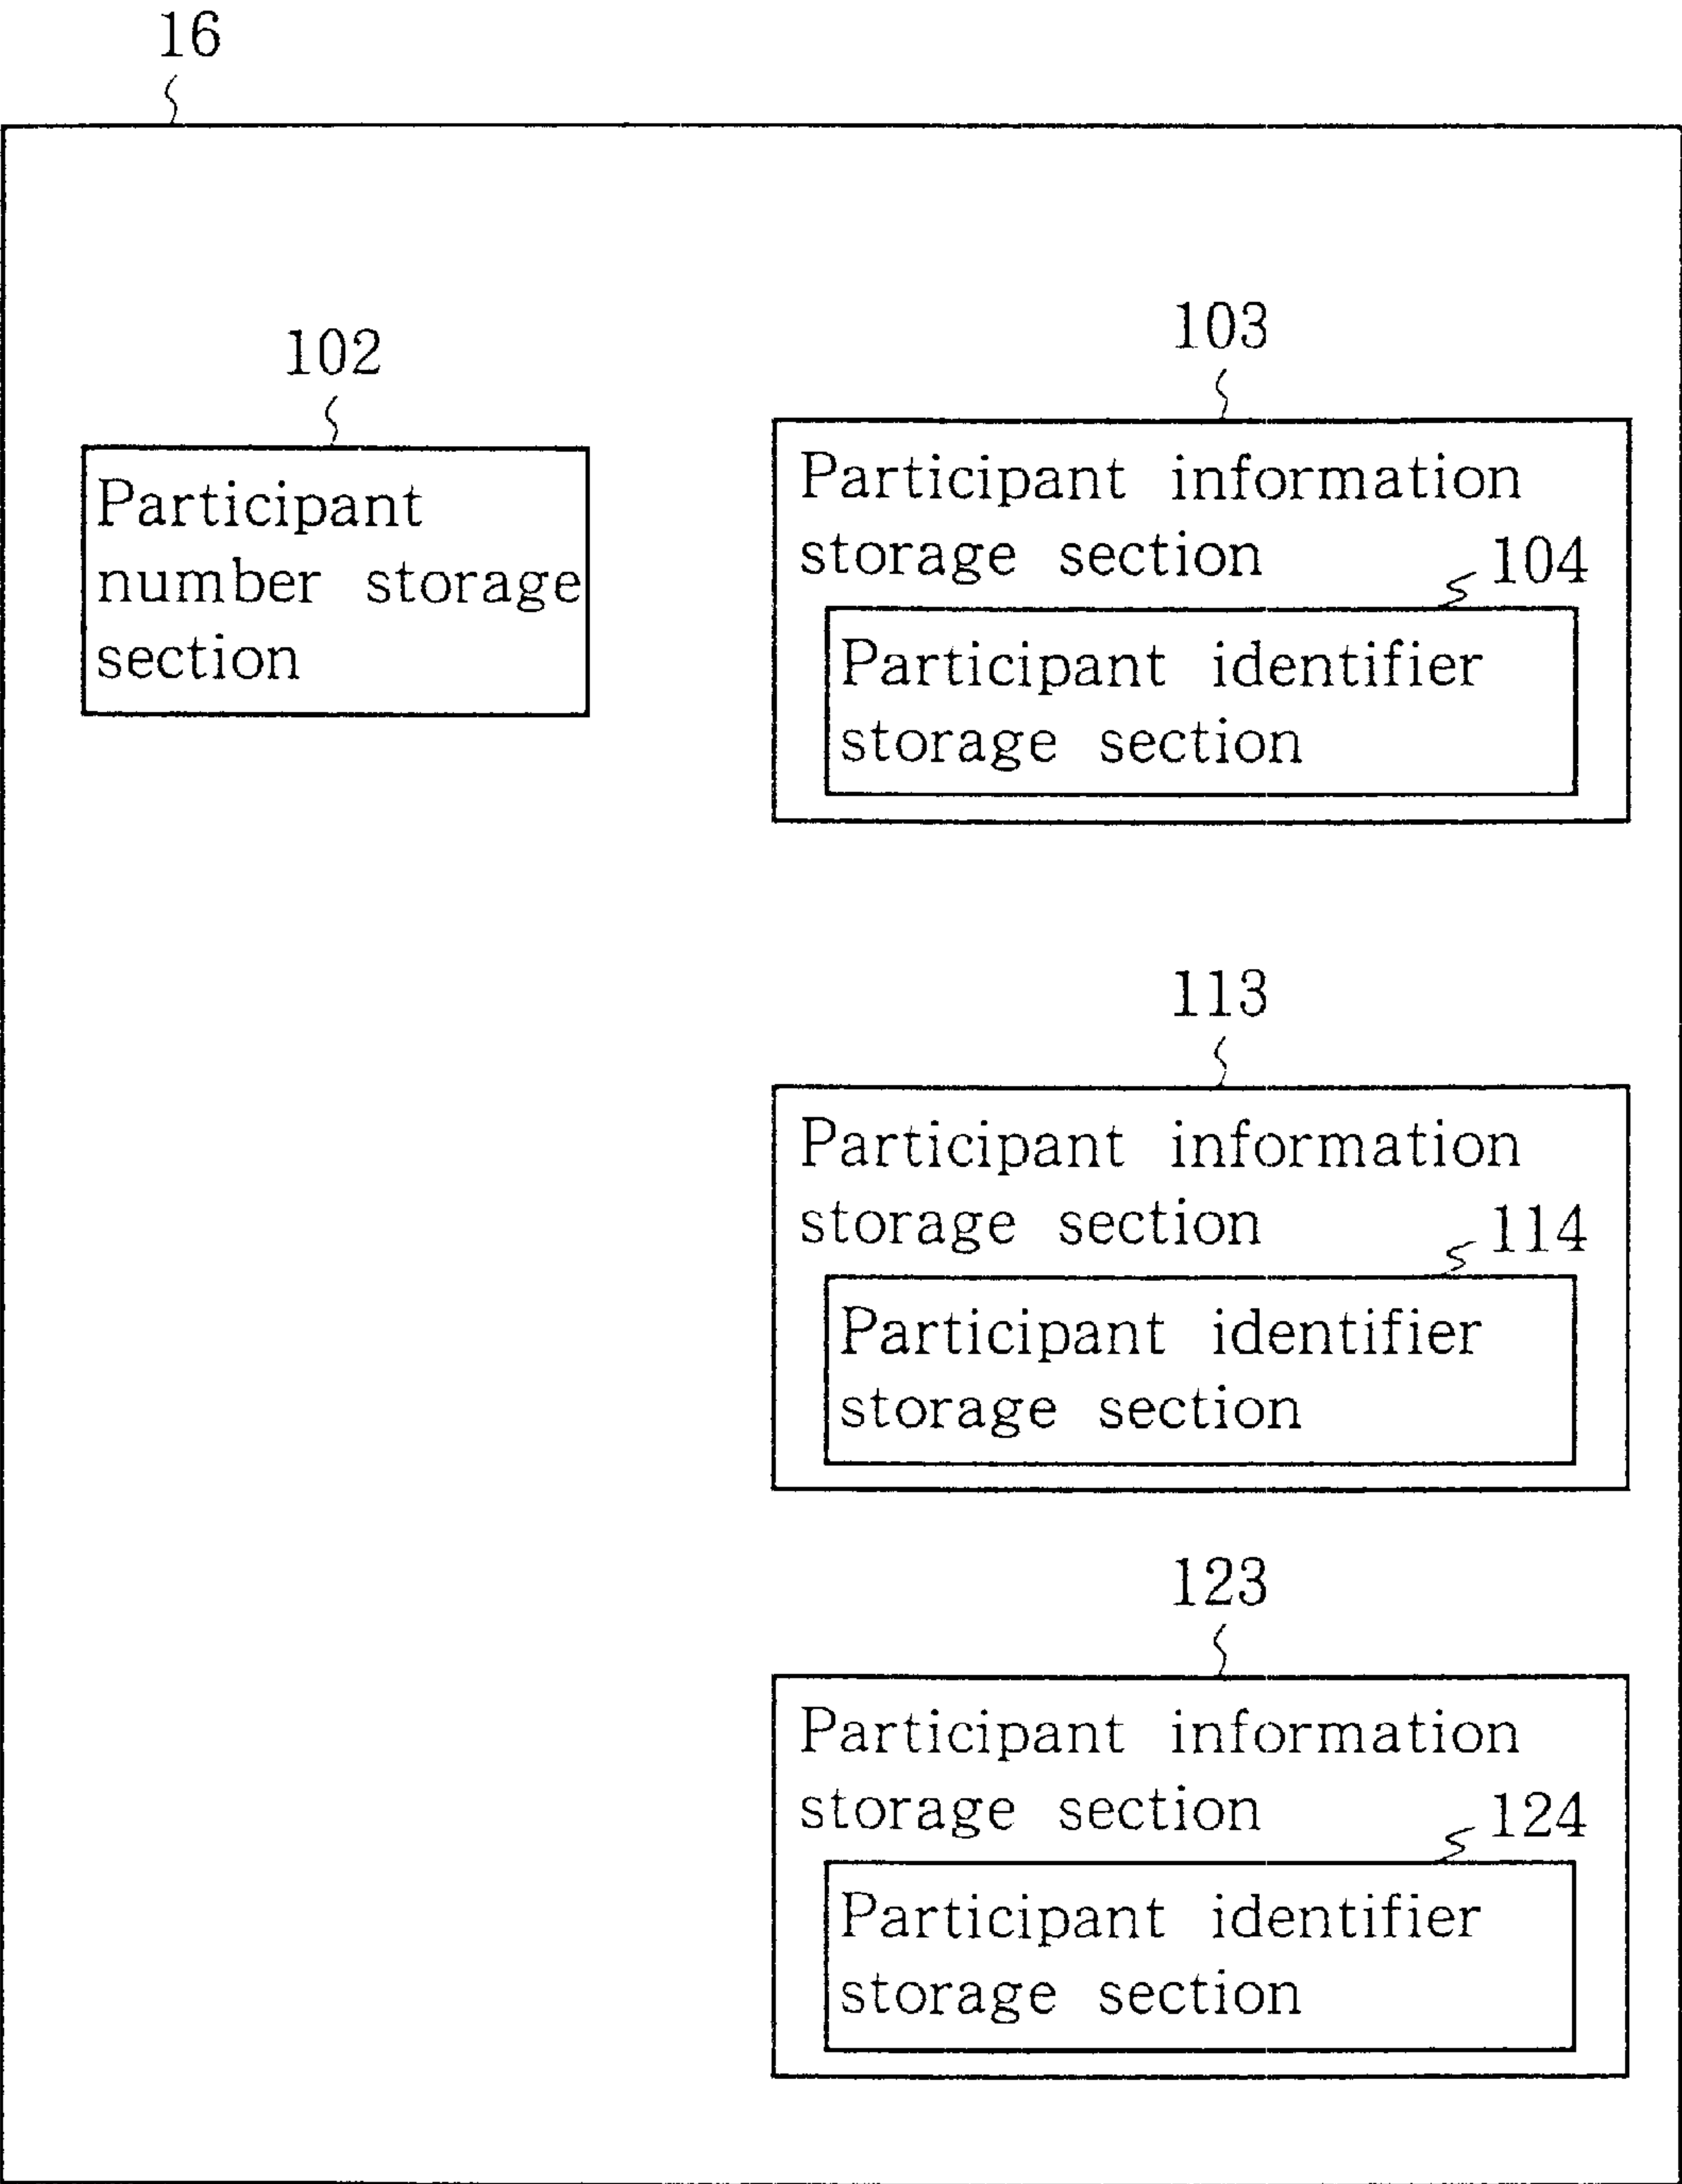 16
102
Participant
number storage
section
103
Participant information
storage section
104
Participant identifier
storage section
113
Participant information
storage section
114
Participant identifier
storage section
123
Participant information
storage section
124
Participant identifier
storage section